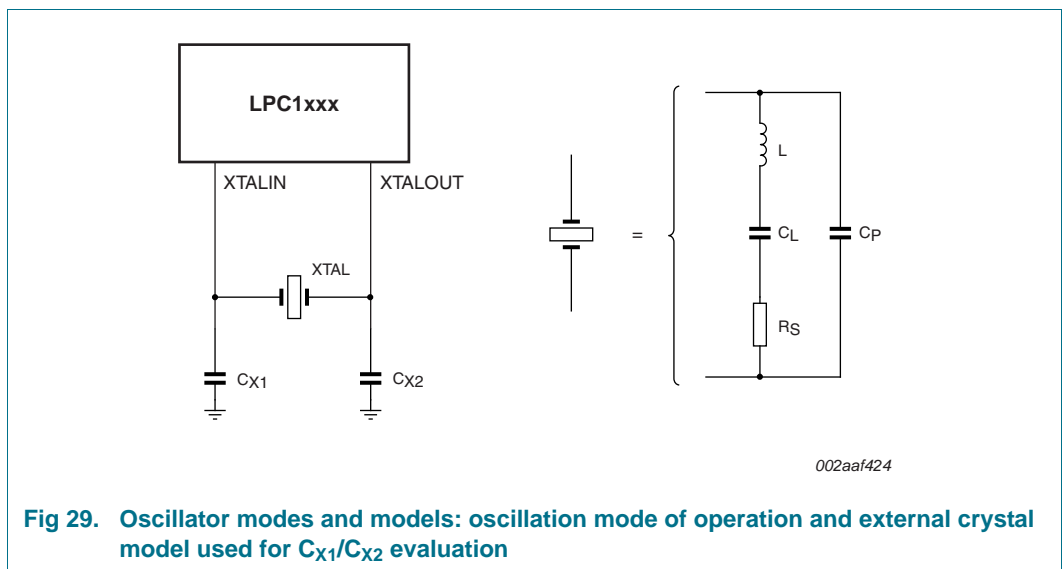 LPC1xxx
XTALIN XTALOUT
XTAL
CX1 CX2
=
L
CL CP
RS
002aaf424
Fig 29. Oscillator modes and models: oscillation mode of operation and external crystal
model used for CX1/CX2 evaluation